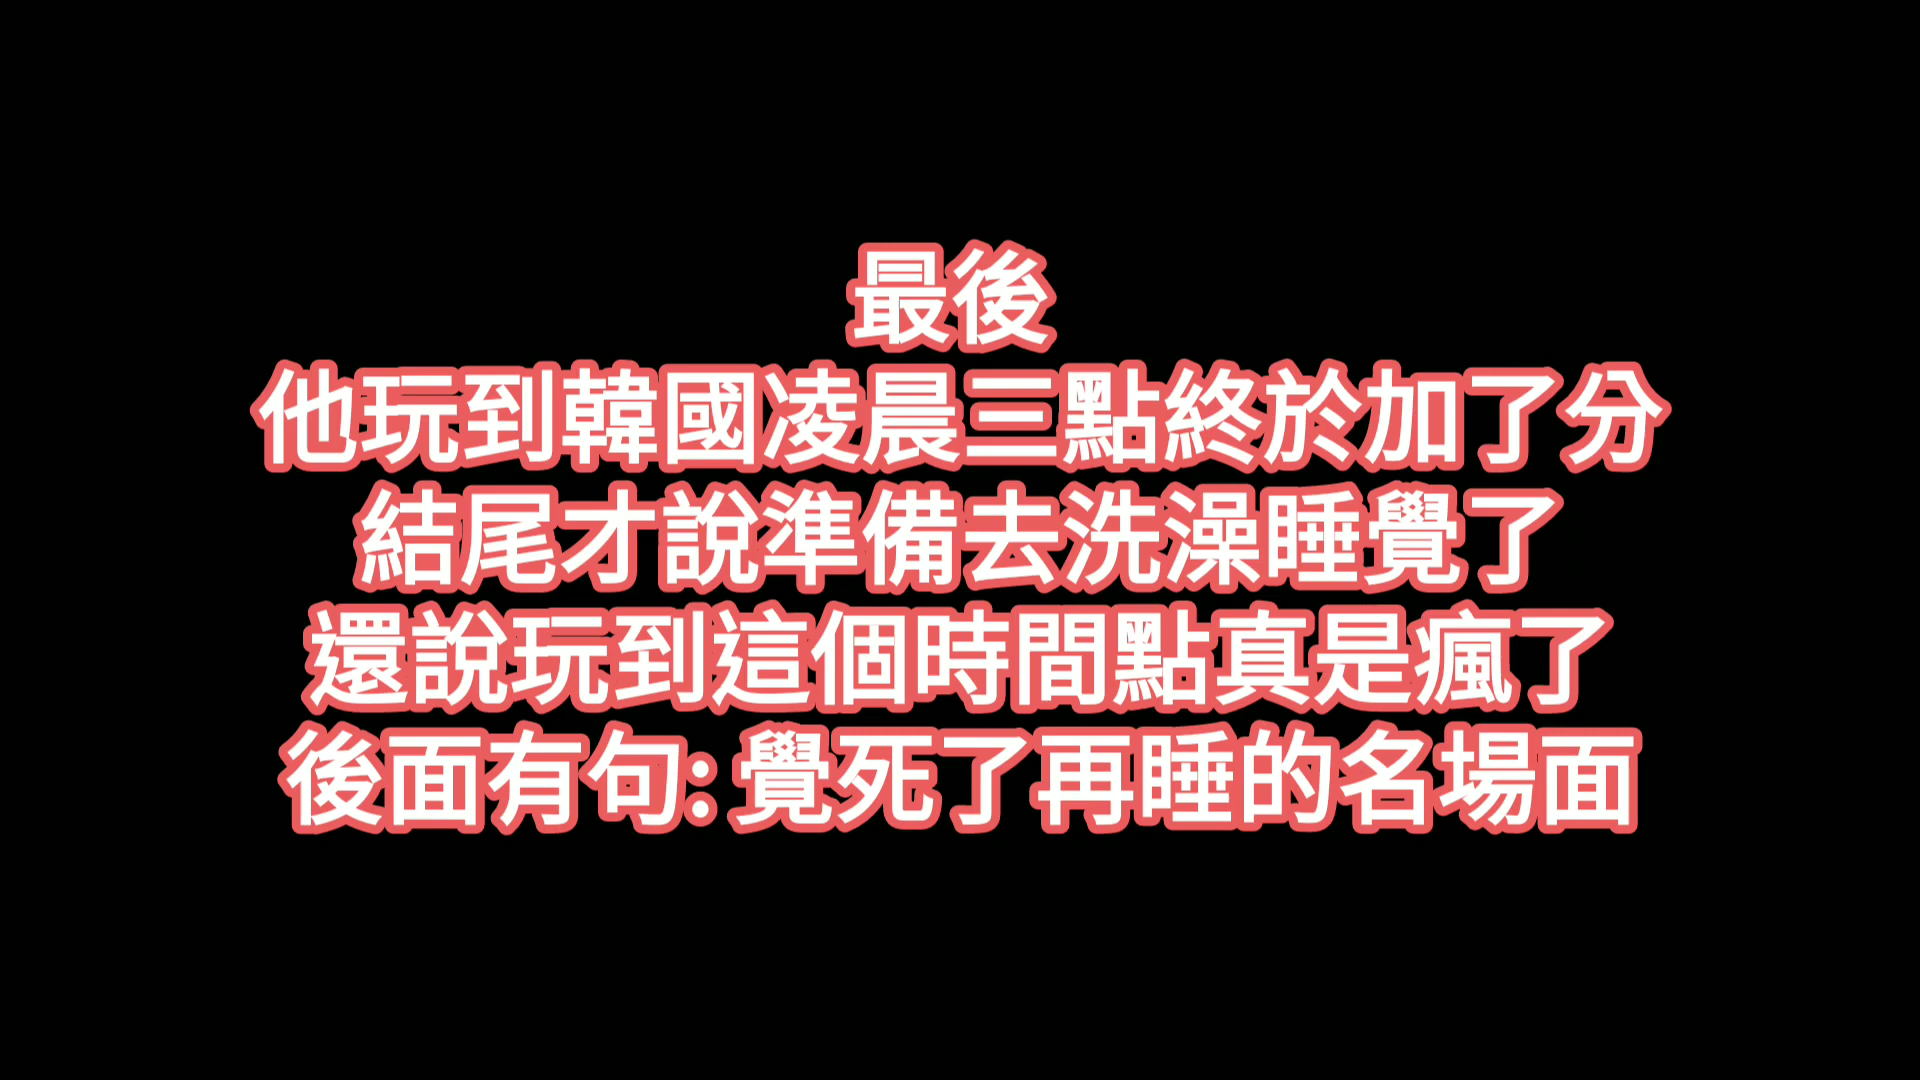 最後
他玩到韓國凌晨三點終於加了分
結尾才說準備去洗澡睡覺了
還說玩到這個時間點真是瘋了
後面有句: 覺死了再睡的名場面